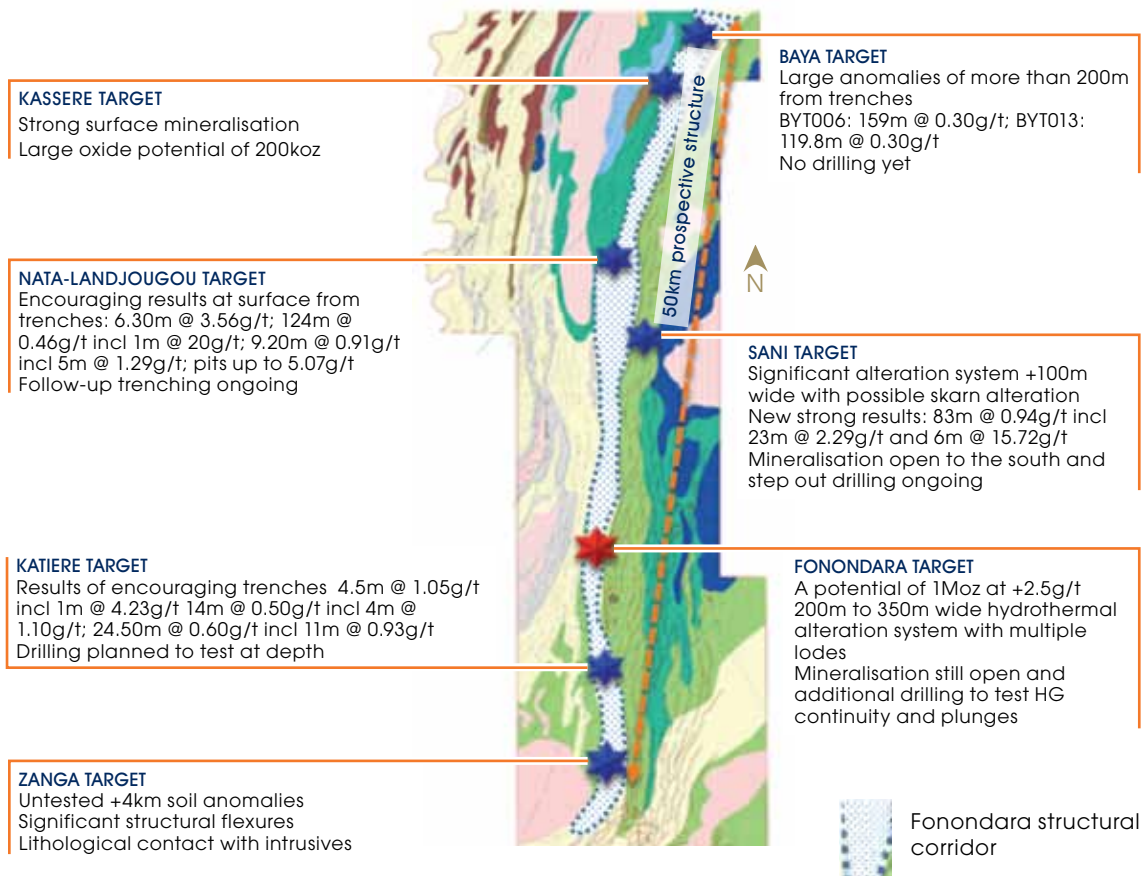 KASSERE TARGET
Strong surface mineralisation
Large oxide potential of 200koz
NATA-LANDJOUGOU TARGET
Encouraging results at surface from
trenches: 6.30m @ 3.56g/t; 124m @
0.46g/t incl 1m @ 20g/t; 9.20m @ 0.91g/t
incl 5m @ 1.29g/t; pits up to 5.07g/t
Follow-up trenching ongoing
KATIERE TARGET
Results of encouraging trenches 4.5m @ 1.05g/t
incl 1m @ 4.23g/t 14m @ 0.50g/t incl 4m @
1.10g/t; 24.50m @ 0.60g/t incl 11m @ 0.93g/t
Drilling planned to test at depth
ZANGA TARGET
Untested +4km soil anomalies
Significant structural flexures
Lithological contact with intrusives
50km prospective structure
N
BAYA TARGET
Large anomalies of more than 200m
from trenches
BYT006: 159m @ 0.30g/t; BYT013:
119.8m @ 0.30g/t
No drilling yet
SANI TARGET
Significant alteration system +100m
wide with possible skarn alteration
New strong results: 83m @ 0.94g/t incl
23m @ 2.29g/t and 6m @ 15.72g/t
Mineralisation open to the south and
step out drilling ongoing
FONONDARA TARGET
A potential of 1Moz at +2.5g/t
200m to 350m wide hydrothermal
alteration system with multiple
lodes
Mineralisation still open and
additional drilling to test HG
continuity and plunges
Fonondara structural
corridor